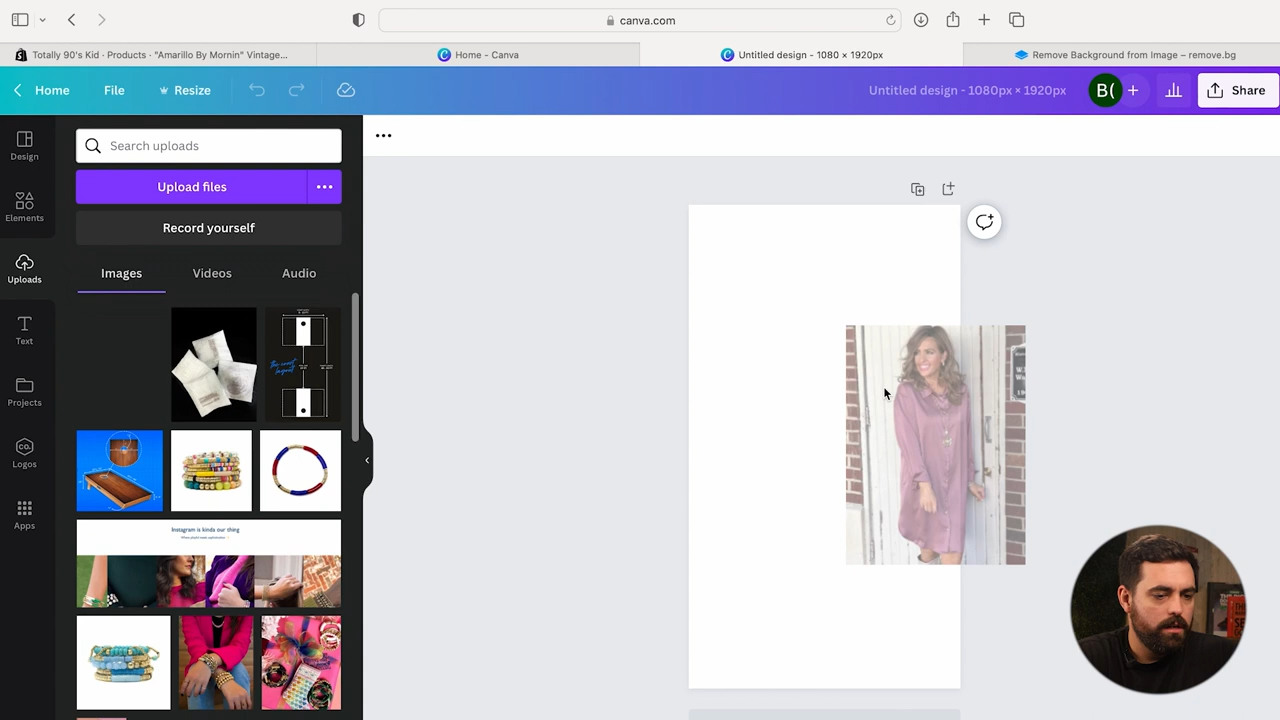 canva.com
Totally 90's Kid · Products · "Amarillo By Mornin" Vintage...
Home - Canva
Untitled design - 1080 × 1920px
Remove Background from Image – remove.bg
Home
File
Resize
Untitled design - 1080px × 1920px
B(
Share
Design
Elements
Uploads
Text
Projects
Logos
Apps
Search uploads
Upload files
Record yourself
Images
Videos
Audio
Instagram is kinda our thing